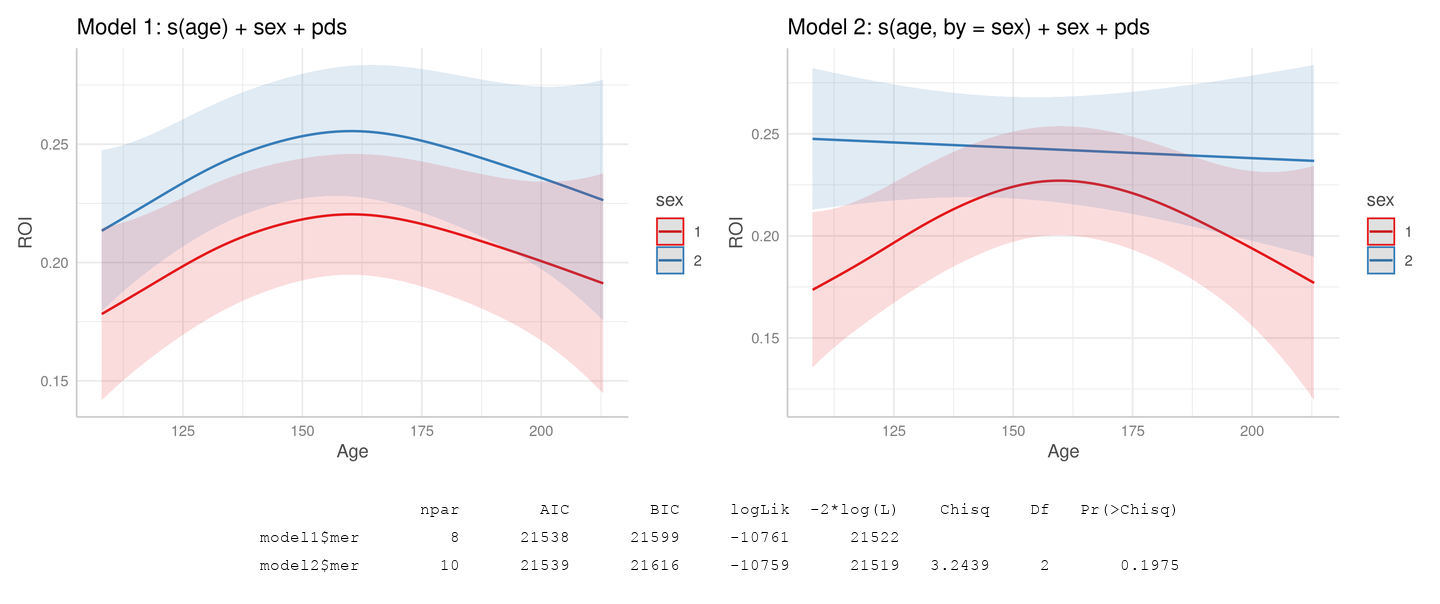 Model 1: s(age) + sex + pds
ROI
0.25
0.20
0.15
125 150 175 200
Age
sex
1
2
Model 2: s(age, by = sex) + sex + pds
ROI
0.25
0.20
0.15
125 150 175 200
Age
sex
1
2
npar AIC BIC logLik -2*log(L) Chisq Df Pr(>Chisq)
model1$mer 8 21538 21599 -10761 21522
model2$mer 10 21539 21616 -10759 21519 3.2439 2 0.1975